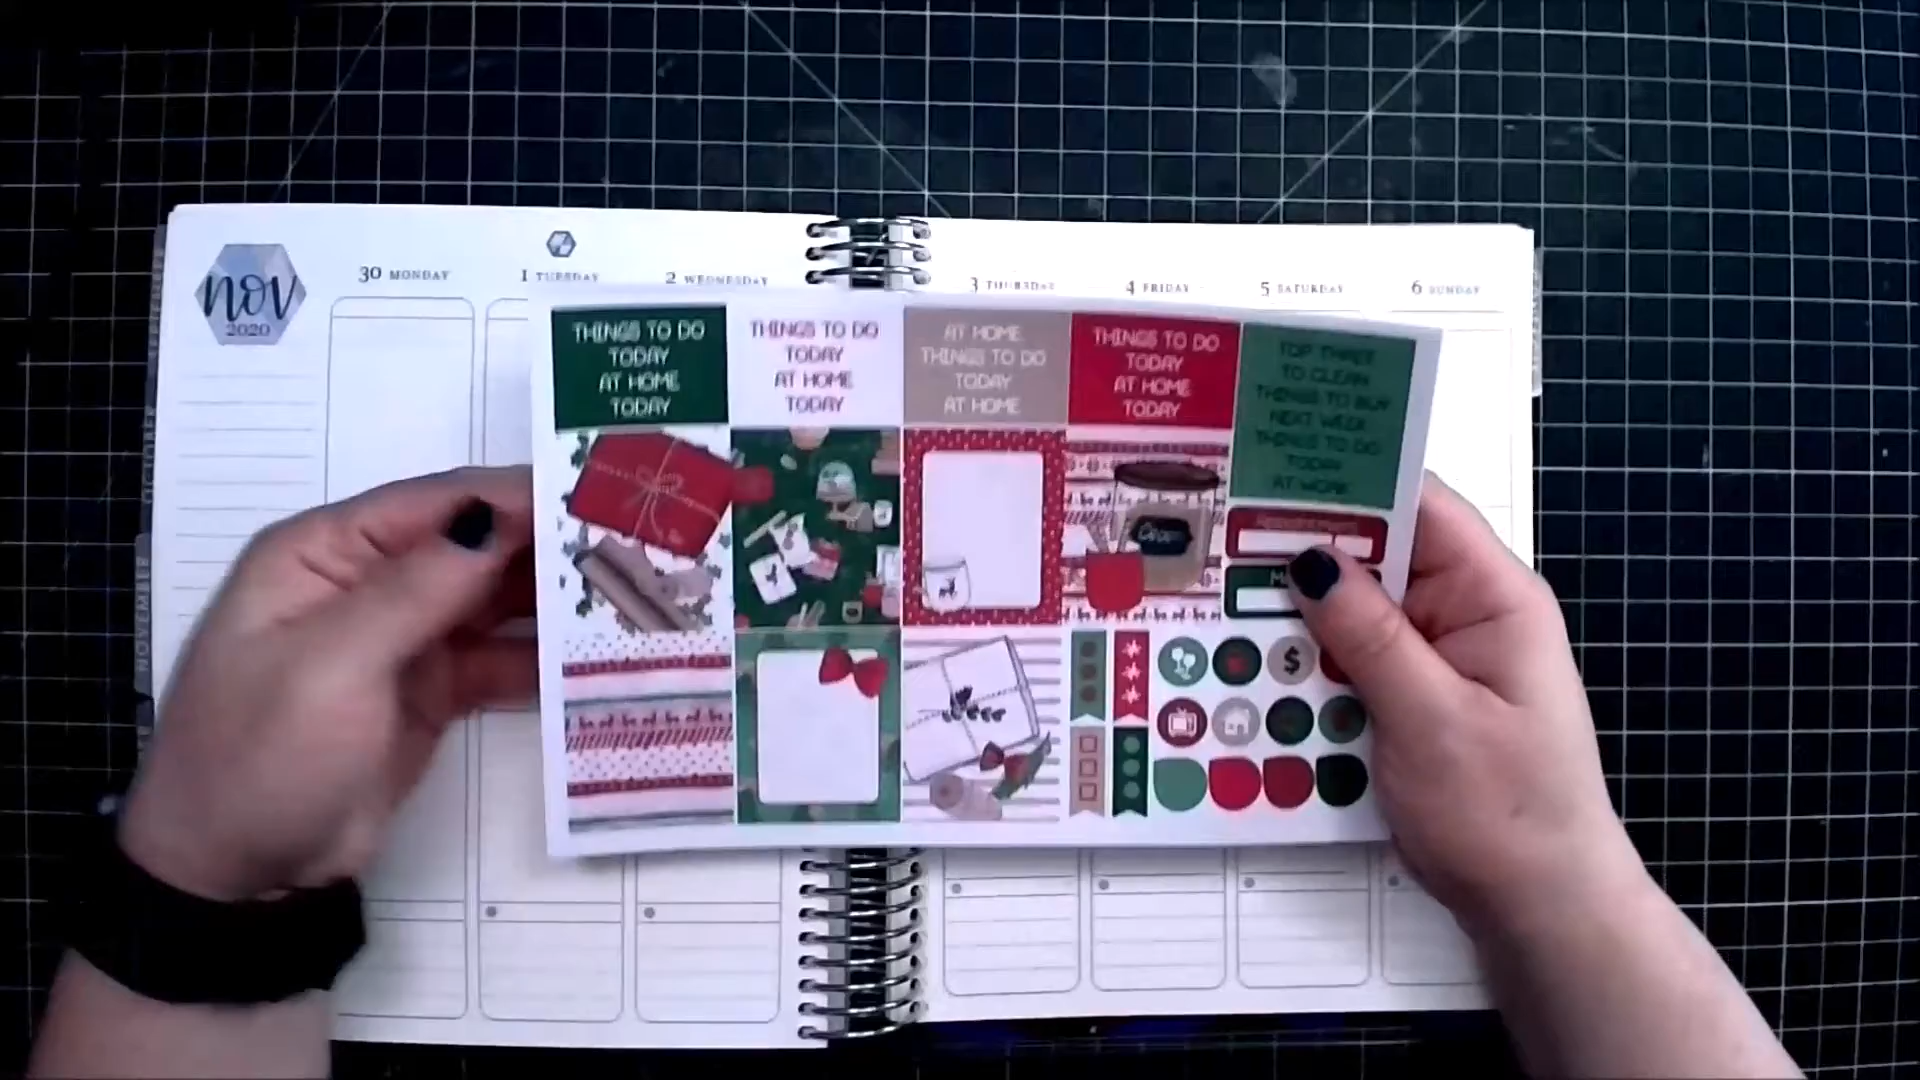 nov
2020
30 MONDAY
1 TUESDAY
2 WEDNESDAY
3 THURSDAY
4 FRIDAY
5 SATURDAY
6 SUNDAY
OCTOBER
NOVEMBER
THINGS TO DO
TODAY
AT HOME
TODAY
THINGS TO DO
TODAY
AT HOME
TODAY
AT HOME
THINGS TO DO
TODAY
AT HOME
THINGS TO DO
TODAY
AT HOME
TODAY
TOP THREE
TO CLEAN
THINGS TO BUY
NEXT WEEK
THINGS TO DO
TODAY
AT WORK
$